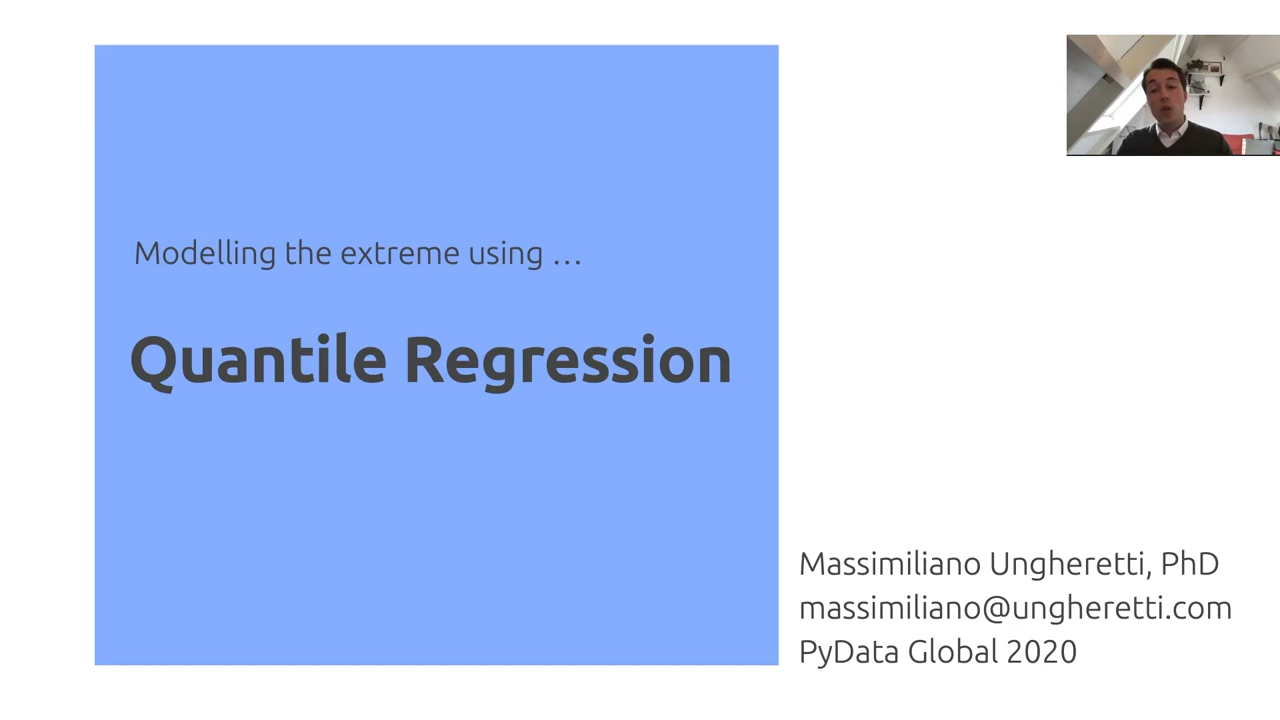 Modelling the extreme using …
Quantile Regression
Massimiliano Ungheretti, PhD
massimiliano@ungheretti.com
PyData Global 2020